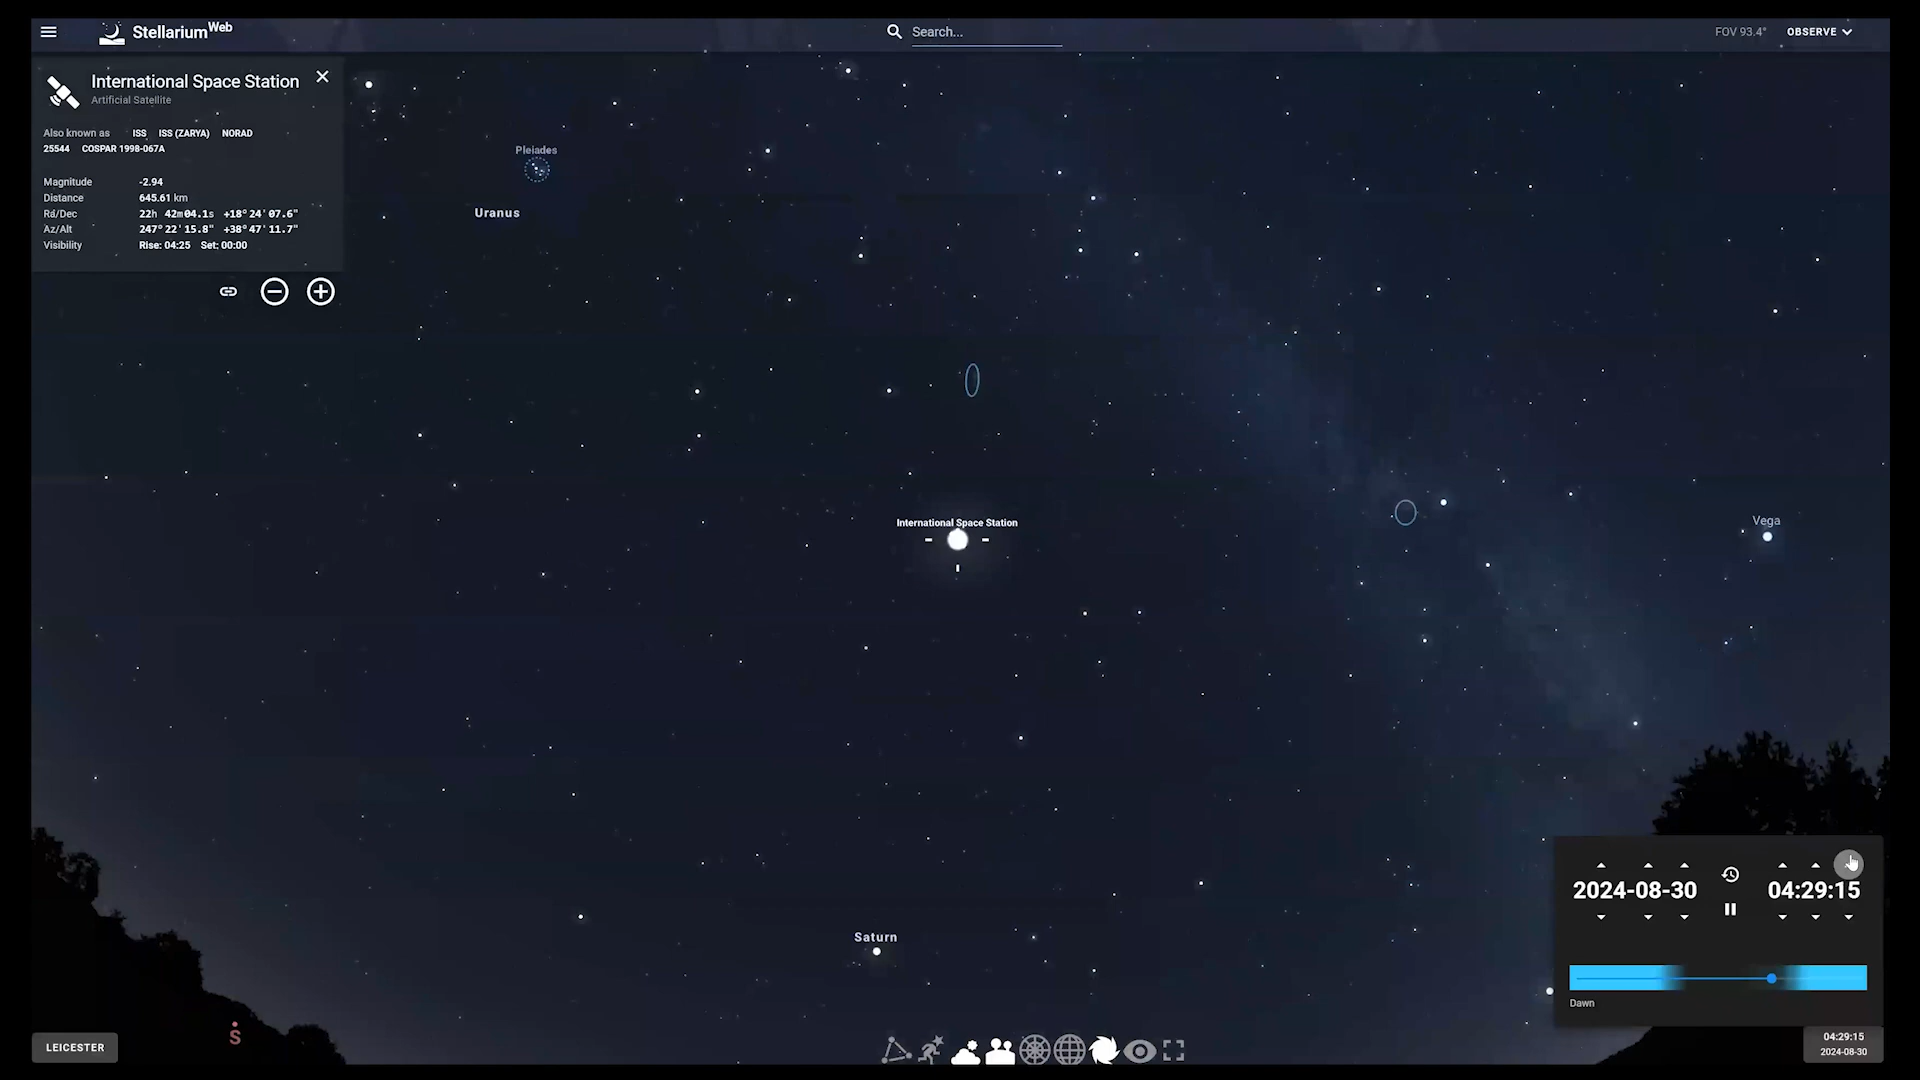 StellariumWeb
Search...
FOV 93.4°
OBSERVE
International Space Station
Artificial Satellite
Also known as ISS ISS (ZARYA) NORAD
25544 COSPAR 1998-067A
Magnitude -2.94
Distance 645.61 km
Ra/Dec 22h 42m04.1s +18°24'07.6"
Az/Alt 247°22'15.8" +38°47'11.7"
Visibility Rise: 04:25 Set: 00:00
Pleiades
Uranus
International Space Station
Vega
Saturn
S
2024-08-30 04:29:15
Dawn
LEICESTER
04:29:15
2024-08-30